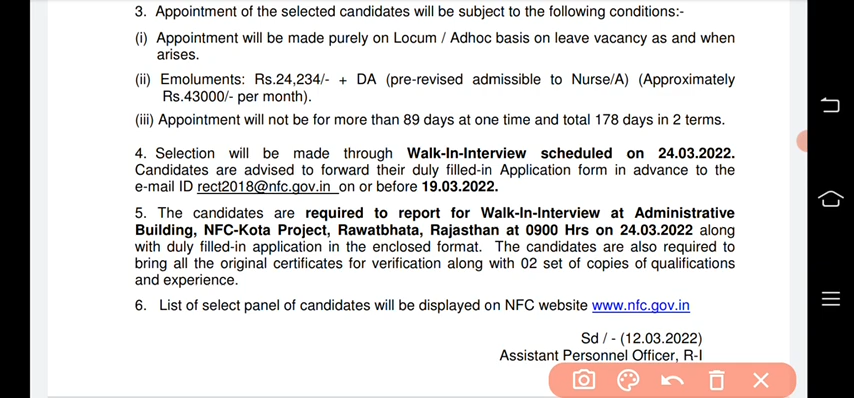 3. Appointment of the selected candidates will be subject to the following conditions:-
(i) Appointment will be made purely on Locum / Adhoc basis on leave vacancy as and when
arises.
(ii) Emoluments: Rs.24,234/- + DA (pre-revised admissible to Nurse/A) (Approximately
Rs.43000/- per month).
(iii) Appointment will not be for more than 89 days at one time and total 178 days in 2 terms.
4. Selection will be made through Walk-In-Interview scheduled on 24.03.2022.
Candidates are advised to forward their duly filled-in Application form in advance to the
e-mail ID rect2018@nfc.gov.in on or before 19.03.2022.
5. The candidates are required to report for Walk-In-Interview at Administrative
Building, NFC-Kota Project, Rawatbhata, Rajasthan at 0900 Hrs on 24.03.2022 along
with duly filled-in application in the enclosed format. The candidates are also required to
bring all the original certificates for verification along with 02 set of copies of qualifications
and experience.
6. List of select panel of candidates will be displayed on NFC website www.nfc.gov.in
Sd / - (12.03.2022)
Assistant Personnel Officer, R-I